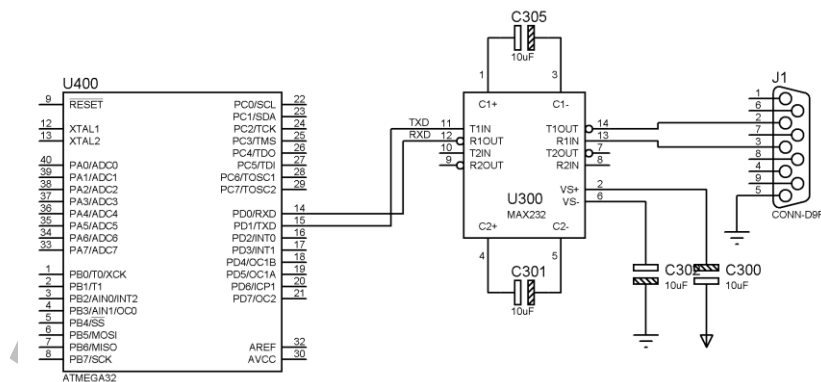 C305
10uF
1
3
C1+
C1-
U400
9
RESET
12
XTAL1
13
XTAL2
40
PA0/ADC0
39
PA1/ADC1
38
PA2/ADC2
37
PA3/ADC3
36
PA4/ADC4
35
PA5/ADC5
34
PA6/ADC6
33
PA7/ADC7
1
PB0/T0/XCK
2
PB1/T1
3
PB2/AIN0/INT2
4
PB3/AIN1/OC0
5
PB4/SS
6
PB5/MOSI
7
PB6/MISO
8
PB7/SCK
PC0/SCL
22
PC1/SDA
23
PC2/TCK
24
PC3/TMS
25
PC4/TDO
26
PC5/TDI
27
PC6/TOSC1
28
PC7/TOSC2
29
PD0/RXD
14
PD1/TXD
15
PD2/INT0
16
PD3/INT1
17
PD4/OC1B
18
PD5/OC1A
19
PD6/ICP1
20
PD7/OC2
21
AREF
32
AVCC
30
ATMEGA32
TXD
11
T1IN
RXD
12
R1OUT
10
T2IN
9
R2OUT
T1OUT
14
R1IN
13
T2OUT
7
R2IN
8
VS+
2
VS-
6
U300
MAX232
C2+
C2-
4
5
C301
10uF
C302
10uF
C300
10uF
J1
1
6
2
7
3
8
4
9
5
CONN-D9F